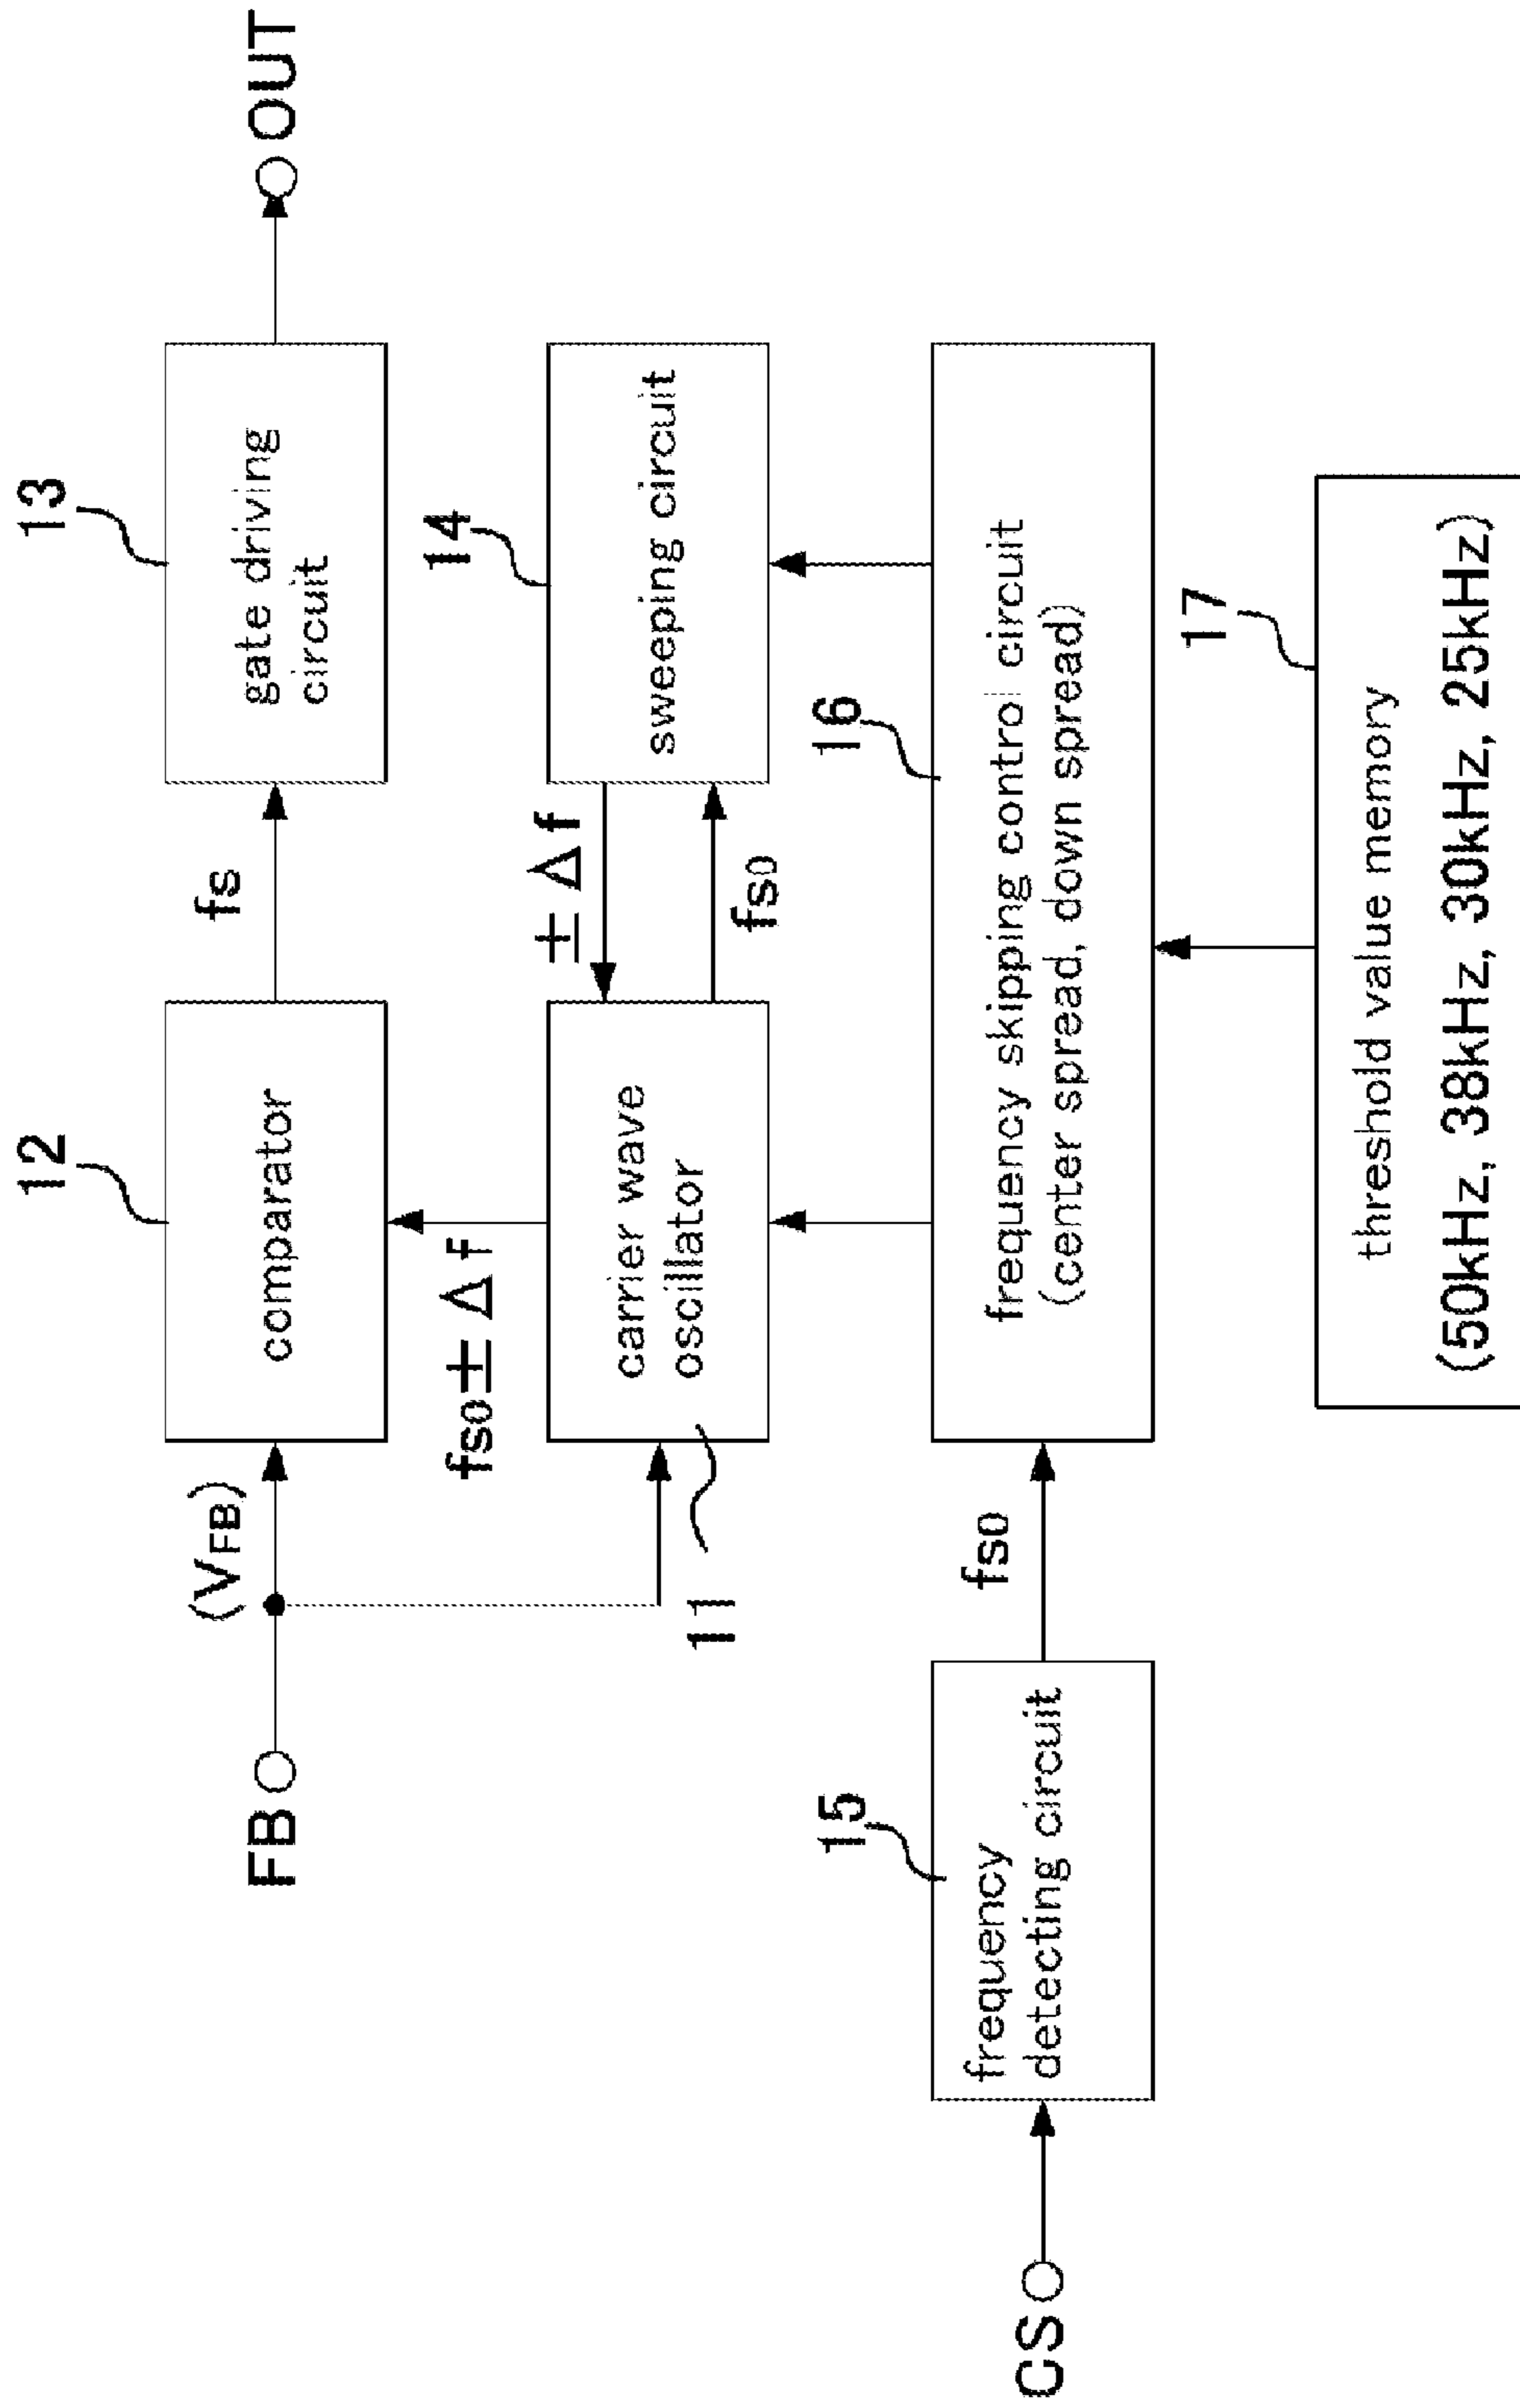 12
13
FB
(VFB)
comparator
fs
gate driving
circuit
OUT
fs0±Δf
14
11
carrier wave
oscillator
±Δf
fs0
sweeping circuit
15
16
CS
frequency
detecting circuit
fs0
frequency skipping control circuit
(center spread, down spread)
17
threshold value memory
(50kHz, 38kHz, 30kHz, 25kHz)